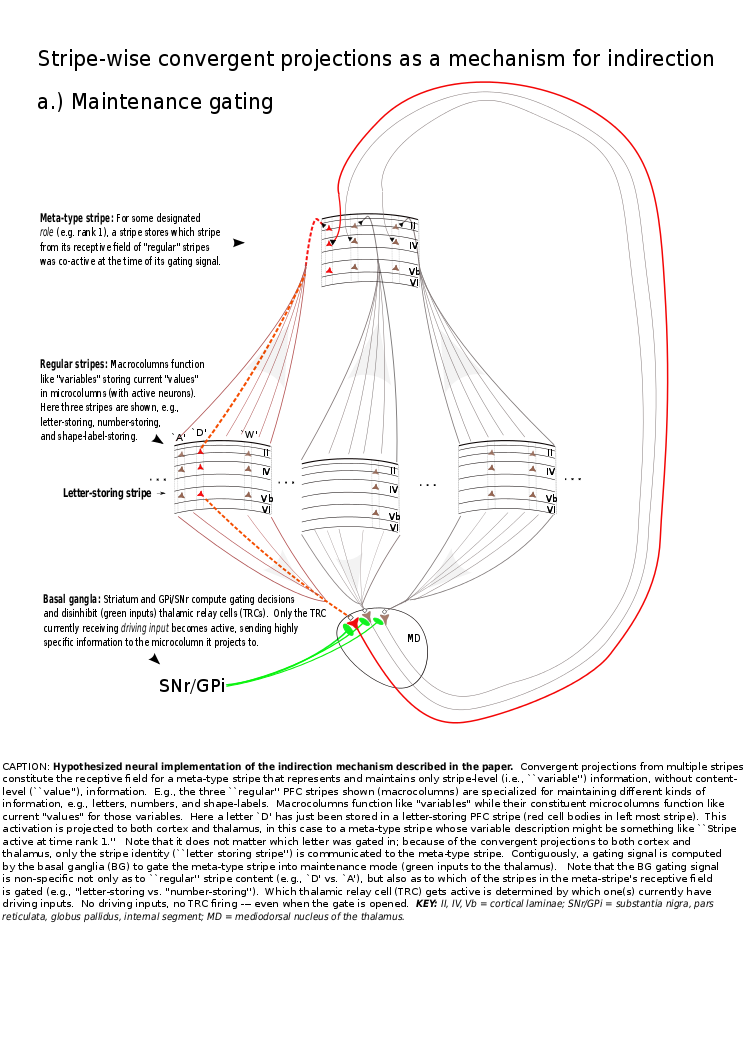 Stripe-wise convergent projections as a mechanism for indirection
a.) Maintenance gating
Meta-type stripe: For some designated
role (e.g. rank 1), a stripe stores which stripe
from its receptive field of "regular" stripes
was co-active at the time of its gating signal.
II
IV
Vb
VI
Regular stripes: Macrocolumns function
like "variables" storing current "values"
in microcolumns (with active neurons).
Here three stripes are shown, e.g.,
letter-storing, number-storing,
and shape-label-storing.
`A' `D' `W'
II
IV
Vb
VI
II
IV
Vb
VI
II
IV
Vb
VI
... ... ... ...
Letter-storing stripe
Basal gangla: Striatum and GPi/SNr compute gating decisions
and disinhibit (green inputs) thalamic relay cells (TRCs). Only the TRC
currently receiving driving input becomes active, sending highly
specific information to the microcolumn it projects to.
MD
SNr/GPi
CAPTION: Hypothesized neural implementation of the indirection mechanism described in the paper. Convergent projections from multiple stripes
constitute the receptive field for a meta-type stripe that represents and maintains only stripe-level (i.e., ``variable'') information, without content-
level (``value"), information. E.g., the three ``regular'' PFC stripes shown (macrocolumns) are specialized for maintaining different kinds of
information, e.g., letters, numbers, and shape-labels. Macrocolumns function like "variables" while their constituent microcolumns function like
current "values" for those variables. Here a letter `D' has just been stored in a letter-storing PFC stripe (red cell bodies in left most stripe). This
activation is projected to both cortex and thalamus, in this case to a meta-type stripe whose variable description might be something like ``Stripe
active at time rank 1.'' Note that it does not matter which letter was gated in; because of the convergent projections to both cortex and
thalamus, only the stripe identity (``letter storing stripe'') is communicated to the meta-type stripe. Contiguously, a gating signal is computed
by the basal ganglia (BG) to gate the meta-type stripe into maintenance mode (green inputs to the thalamus). Note that the BG gating signal
is non-specific not only as to ``regular'' stripe content (e.g., `D' vs. `A'), but also as to which of the stripes in the meta-stripe's receptive field
is gated (e.g., "letter-storing vs. "number-storing''). Which thalamic relay cell (TRC) gets active is determined by which one(s) currently have
driving inputs. No driving inputs, no TRC firing --- even when the gate is opened. KEY: II, IV, Vb = cortical laminae; SNr/GPi = substantia nigra, pars
reticulata, globus pallidus, internal segment; MD = mediodorsal nucleus of the thalamus.